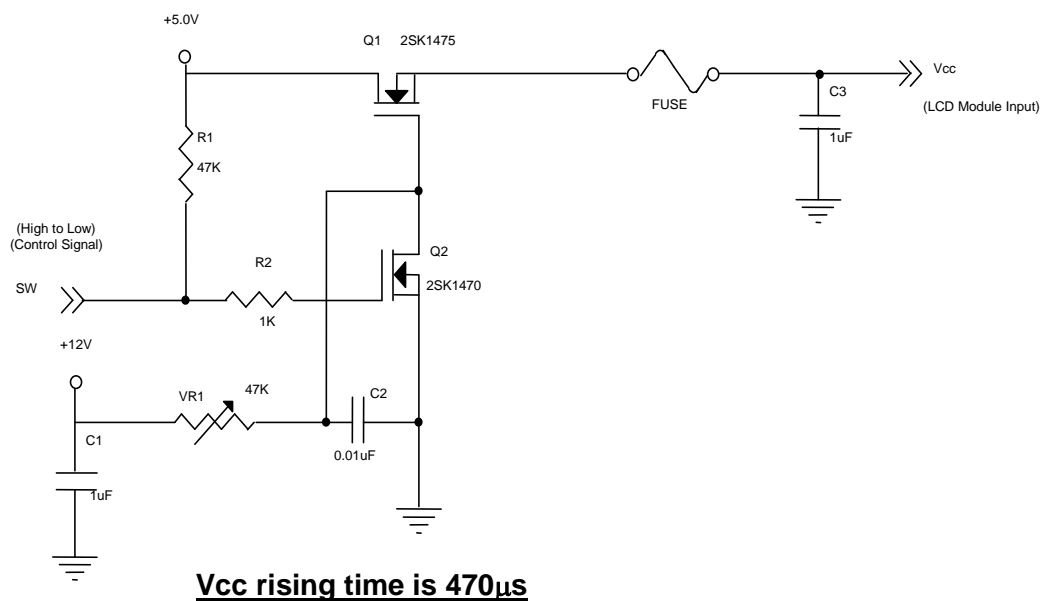 +5.0V
Q1 2SK1475
Vcc
FUSE
C3
(LCD Module Input)
R1
47K
1uF
(High to Low)
(Control Signal)
Q2
R2
2SK1470
SW
1K
+12V
VR1
47K
C2
C1
0.01uF
1uF
Vcc rising time is 470μs